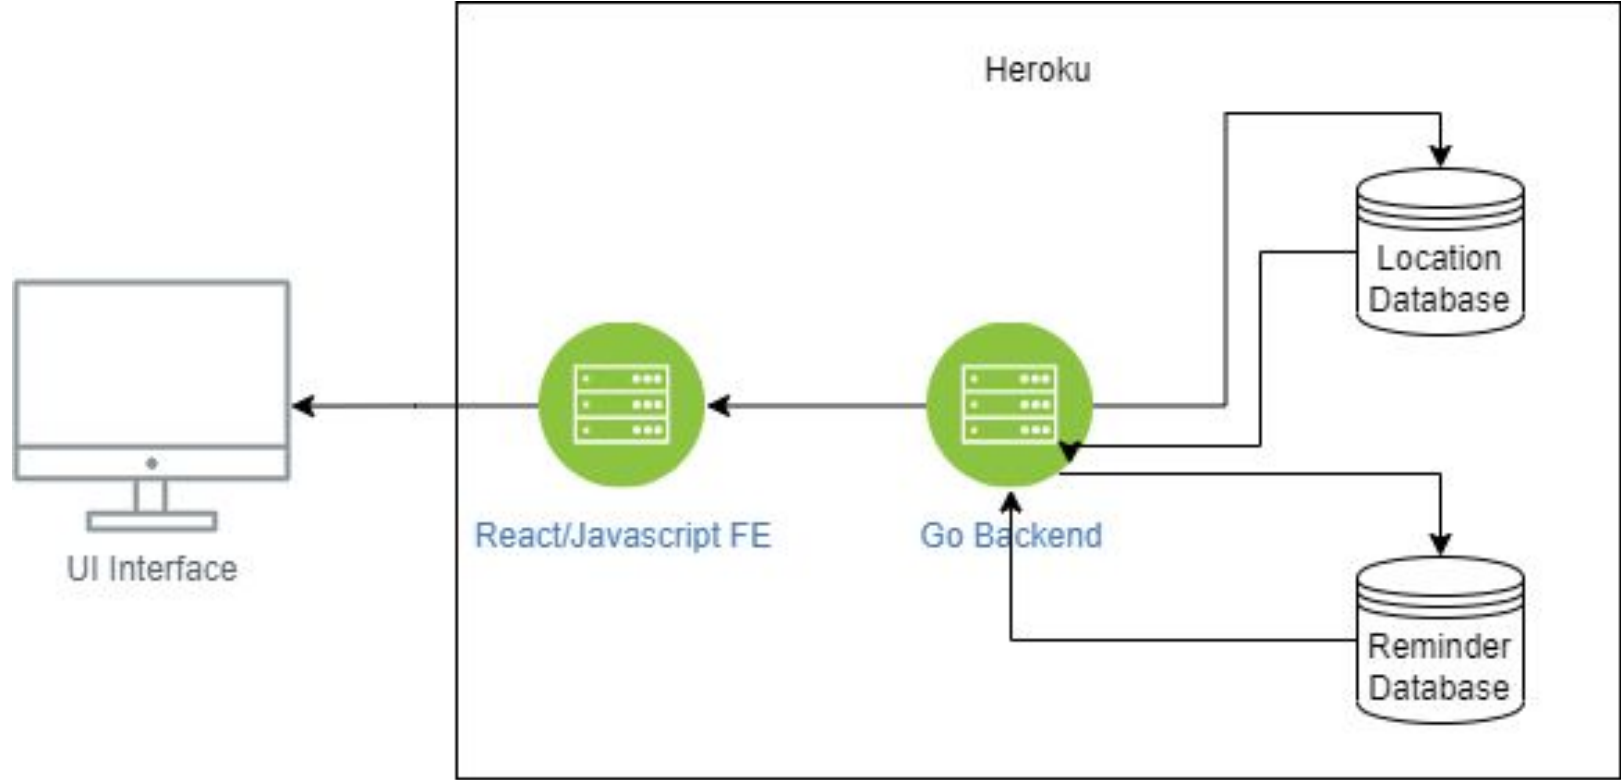 Heroku
Location
Database
React/Javascript FE
Go Backend
UI Interface
Reminder
Database